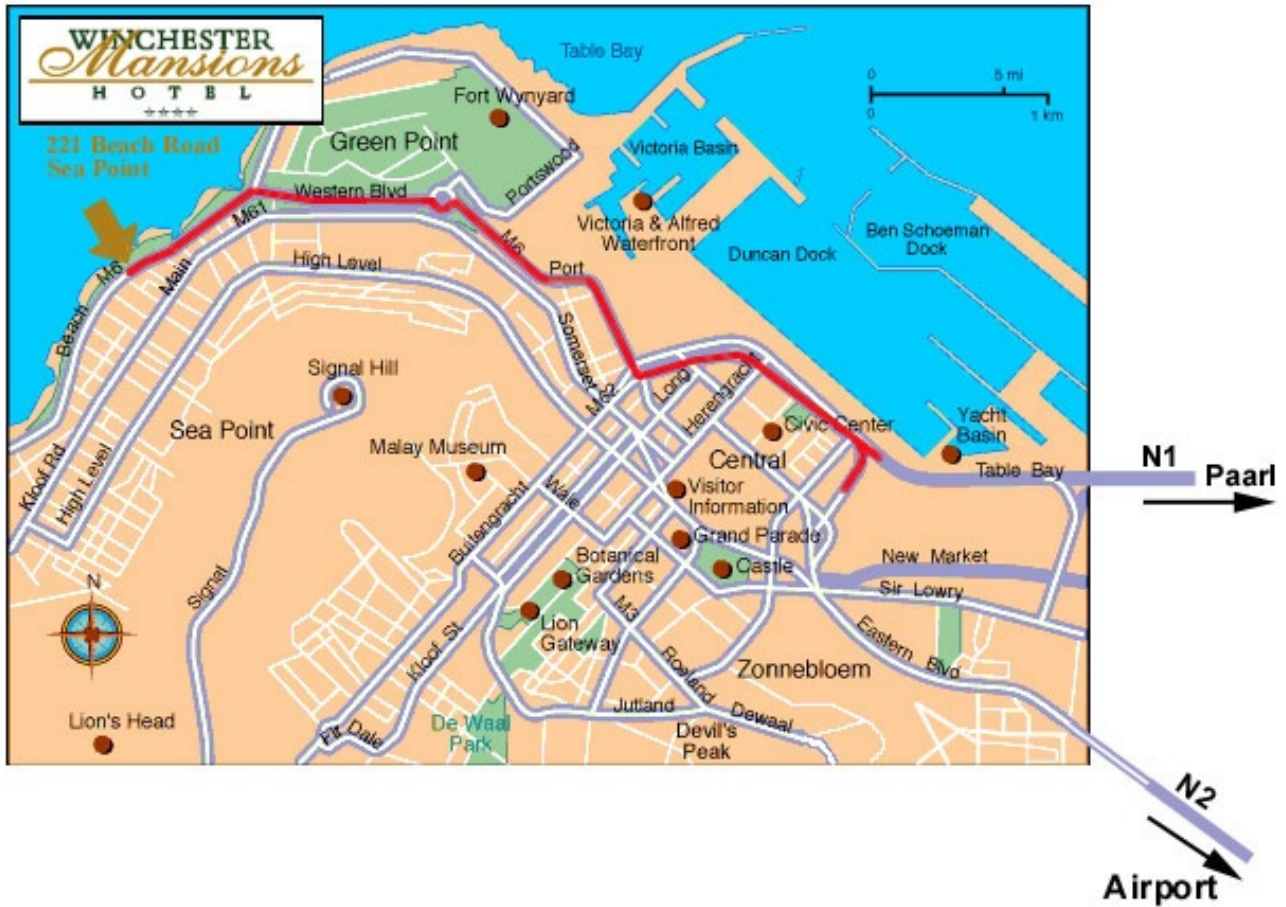 WINCHESTER
Mansions
HOTEL
221 Beach Road
Sea Point
Table Bay
0 .5 mi
0 1 km
Fort Wynyard
Green Point
Victoria Basin
Portswood
Western Blvd
M61
Victoria & Alfred
Waterfront
Ben Schoeman
Dock
Duncan Dock
M6
M6
Port
High Level
Main
Beach
Somerset
Signal Hill
Long
M62
Heregracht
Sea Point
Civic Center
Yacht
Basin
Malay Museum
Central
Table Bay
N1
Paarl
Kloof Rd
High Level
Wale
Visitor
Information
Buitengracht
Grand Parade
New Market
Botanical
Gardens
Castle
Sir Lowry
N
Signal
M3
Lion
Gateway
Kloof St
Eastern Blvd
Roeland
Zonnebloem
Jutland
Dewaal
Lion's Head
De Waal
Park
Devil's
Peak
Dale
N2
Airport